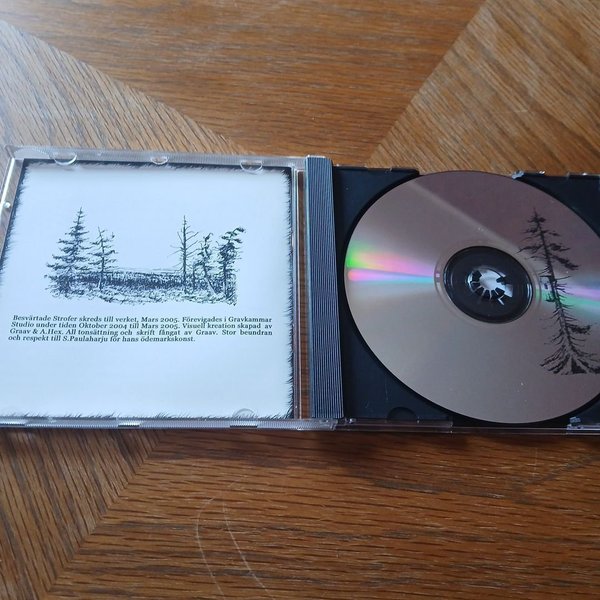 Besvärtade Strofer skreds till verket, Mars 2005. Förevigades i Gravkammar
Studio under tiden Oktober 2004 till Mars 2005. Visuell kreation skapad av
Graav & A.Hex. All tonsättning och skrift fångat av Graav. Stor beundran
och respekt till S.Paulaharju för hans ödemarkskonst.